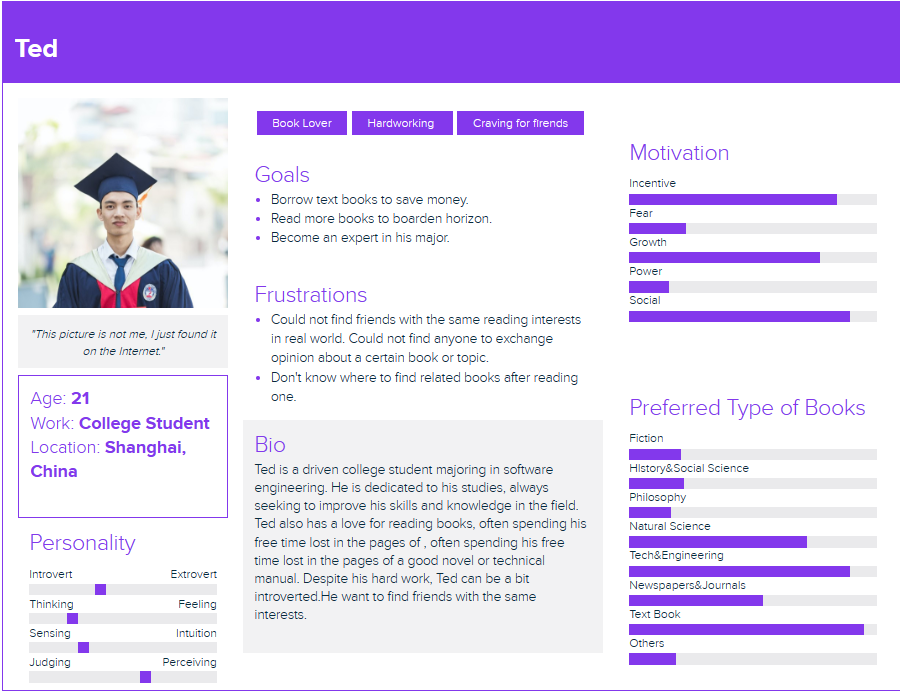 Ted
"This picture is not me, I just found it
on the Internet."
Age: 21
Work: College Student
Location: Shanghai,
China
Personality
Introvert Extrovert
Thinking Feeling
Sensing Intuition
Judging Perceiving
Book Lover Hardworking Craving for firends
Goals
Borrow text books to save money.
Read more books to boarden horizon.
Become an expert in his major.
Frustrations
Could not find friends with the same reading interests
in real world. Could not find anyone to exchange
opinion about a certain book or topic.
Don't know where to find related books after reading
one.
Bio
Ted is a driven college student majoring in software
engineering. He is dedicated to his studies, always
seeking to improve his skills and knowledge in the field.
Ted also has a love for reading books, often spending his
free time lost in the pages of , often spending his free
time lost in the pages of a good novel or technical
manual. Despite his hard work, Ted can be a bit
introverted.He want to find friends with the same
interests.
Motivation
Incentive
Fear
Growth
Power
Social
Preferred Type of Books
Fiction
HIstory&Social Science
Philosophy
Natural Science
Tech&Engineering
Newspapers&Journals
Text Book
Others